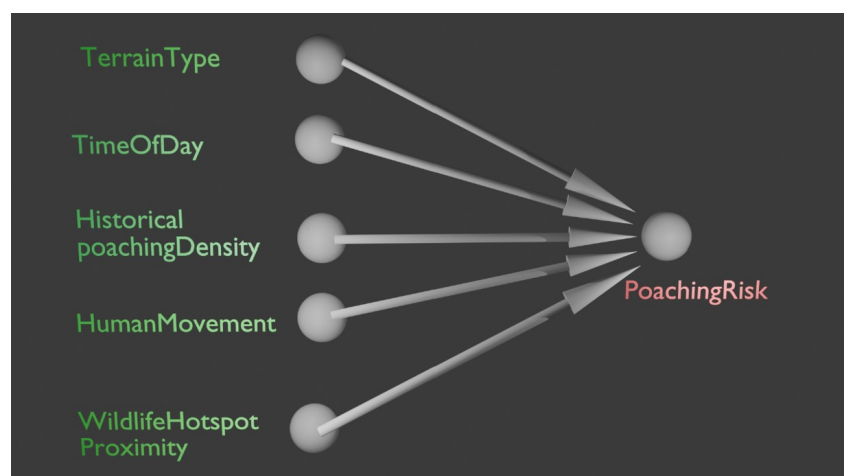 TerrainType
TimeOfDay
Historical
poachingDensity
HumanMovement
WildlifeHotspot
Proximity
PoachingRisk